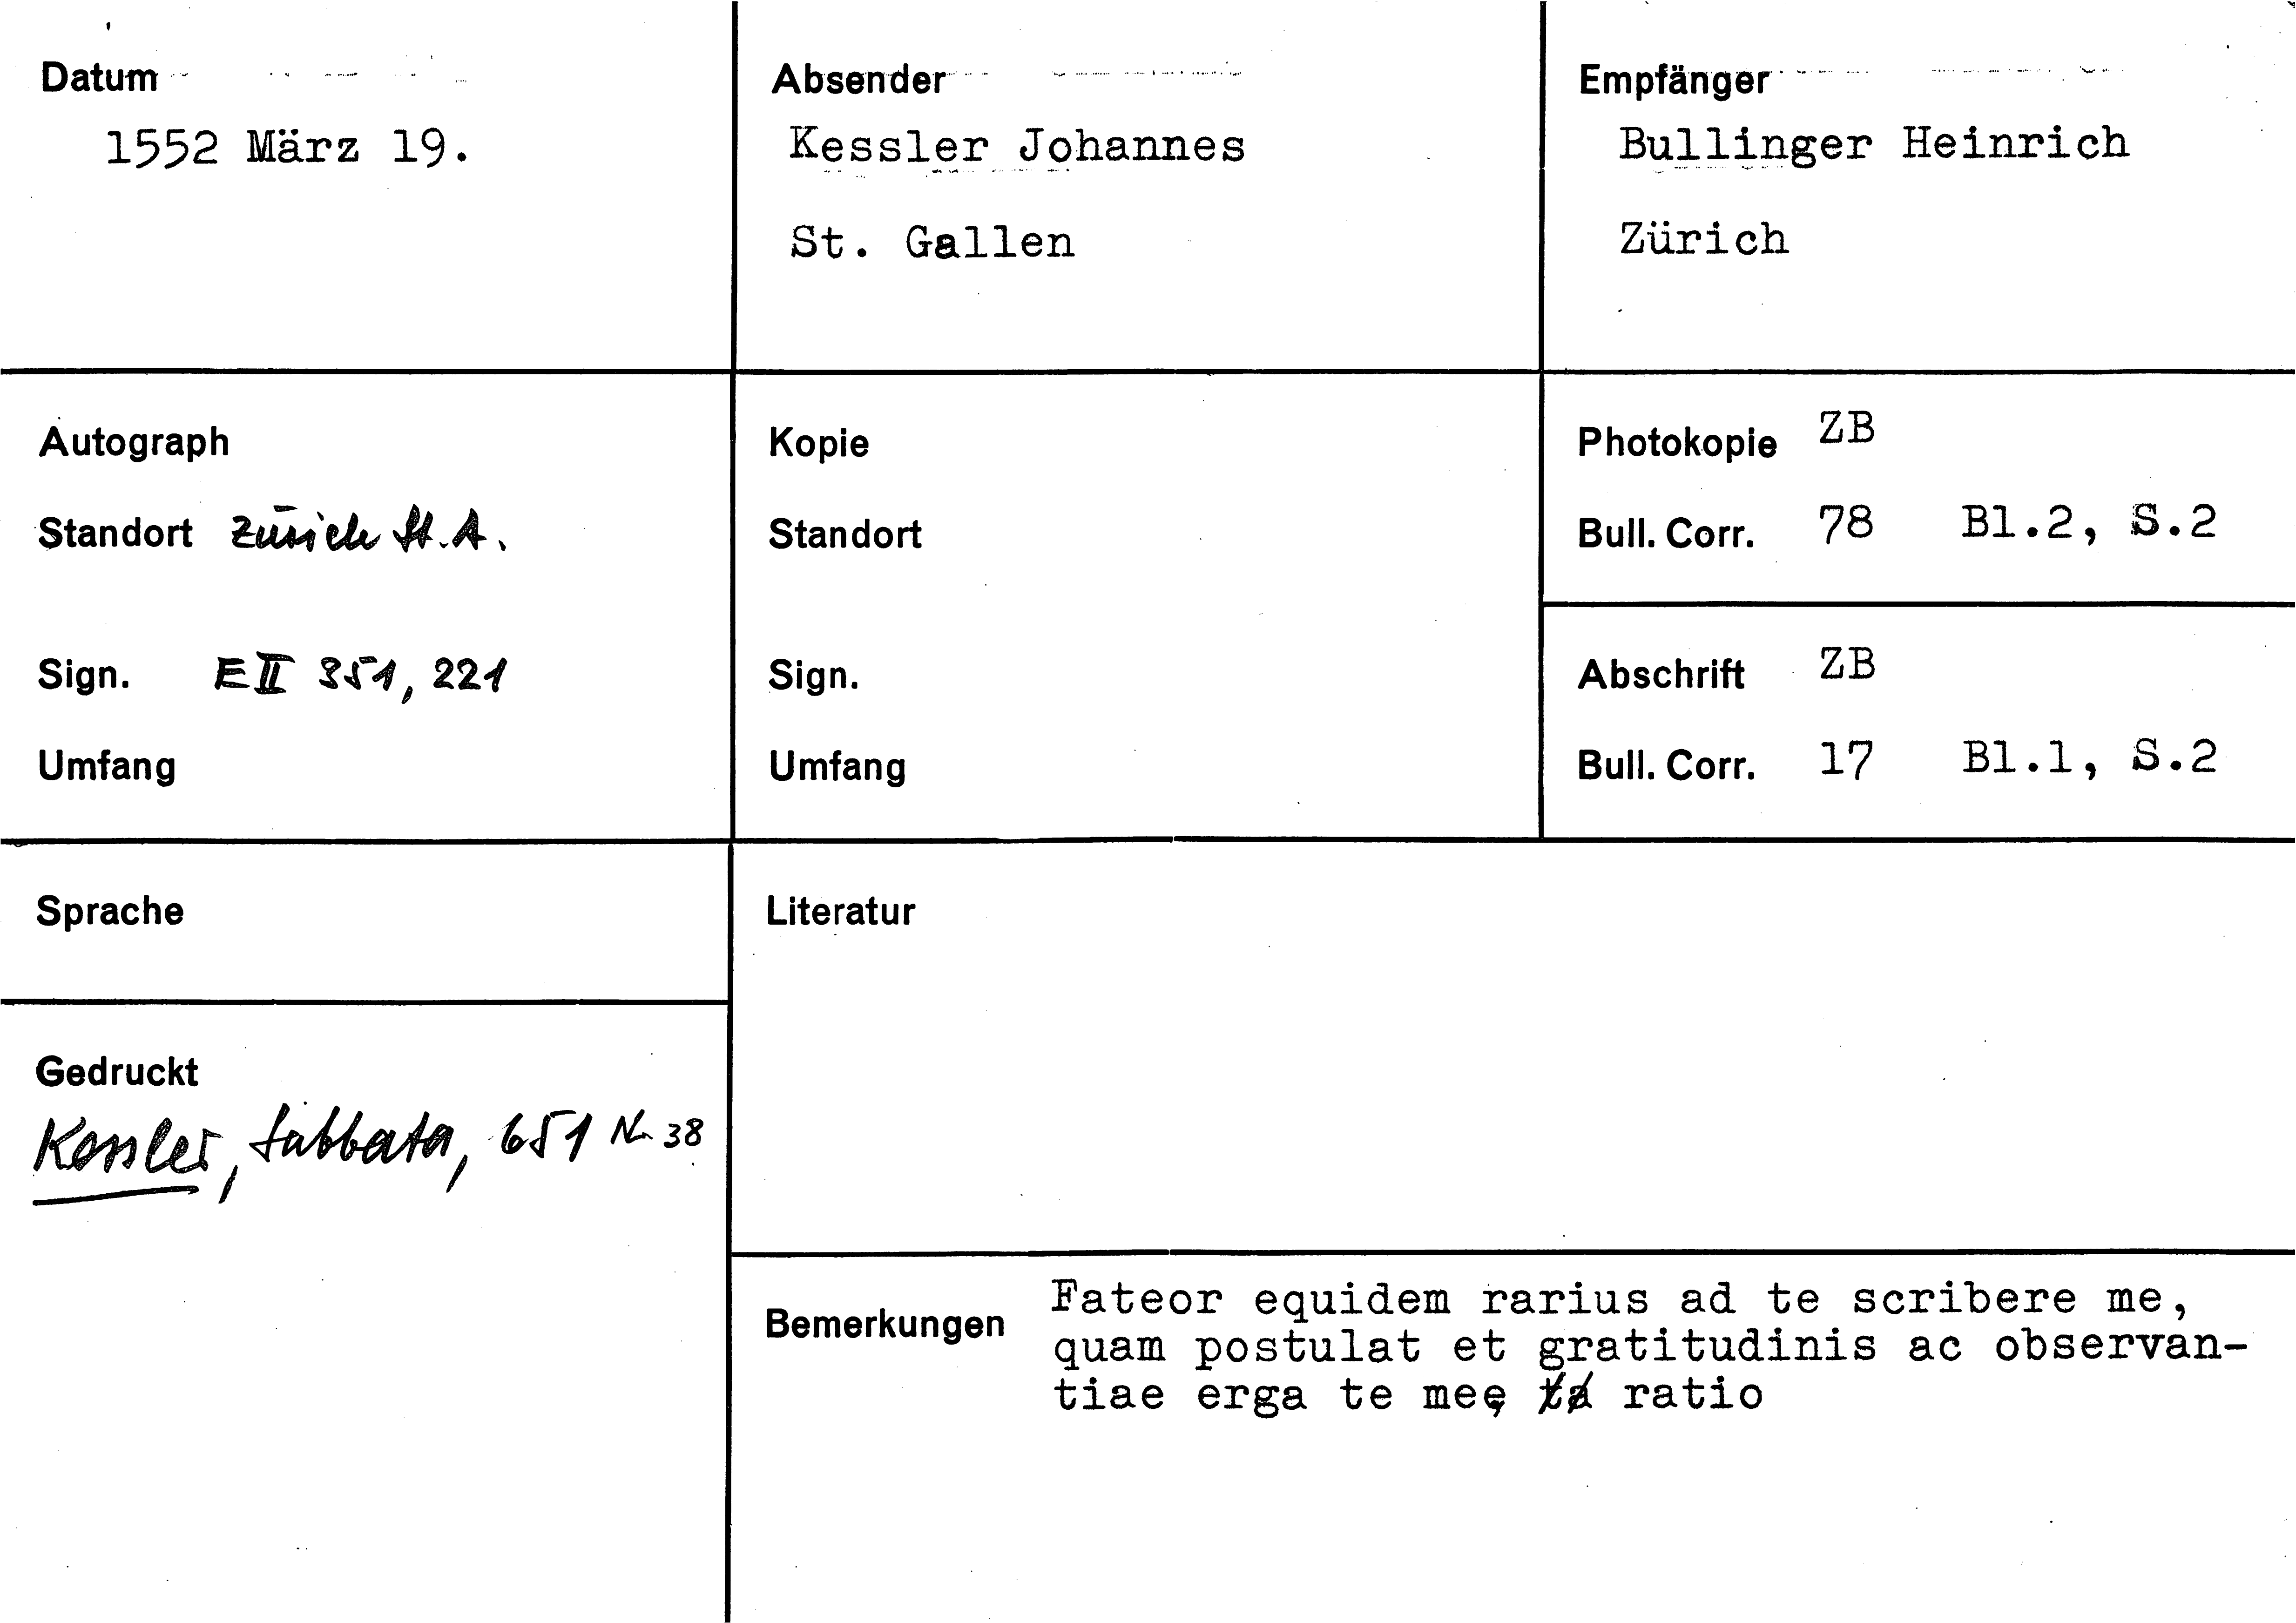 Datum
1552 März 19.
Absender
Kessler Johannes
St. Gallen
Empfänger
Bullinger Heinrich
Zürich
Autograph
Standort Zürich St.A.
Sign. E II 351, 221
Umfang
Kopie
Standort
Sign.
Umfang
Photokopie ZB
Bull. Corr. 78 Bl.2, S.2
Abschrift ZB
Bull. Corr. 17 Bl.1, S.2
Sprache
Gedruckt
Kessler, Sabbata, 651 Nr. 38
Literatur
Bemerkungen
Fateor equidem rarius ad te scribere me,
quam postulat et gratitudinis ac observan-
tiae erga te meę ta ratio